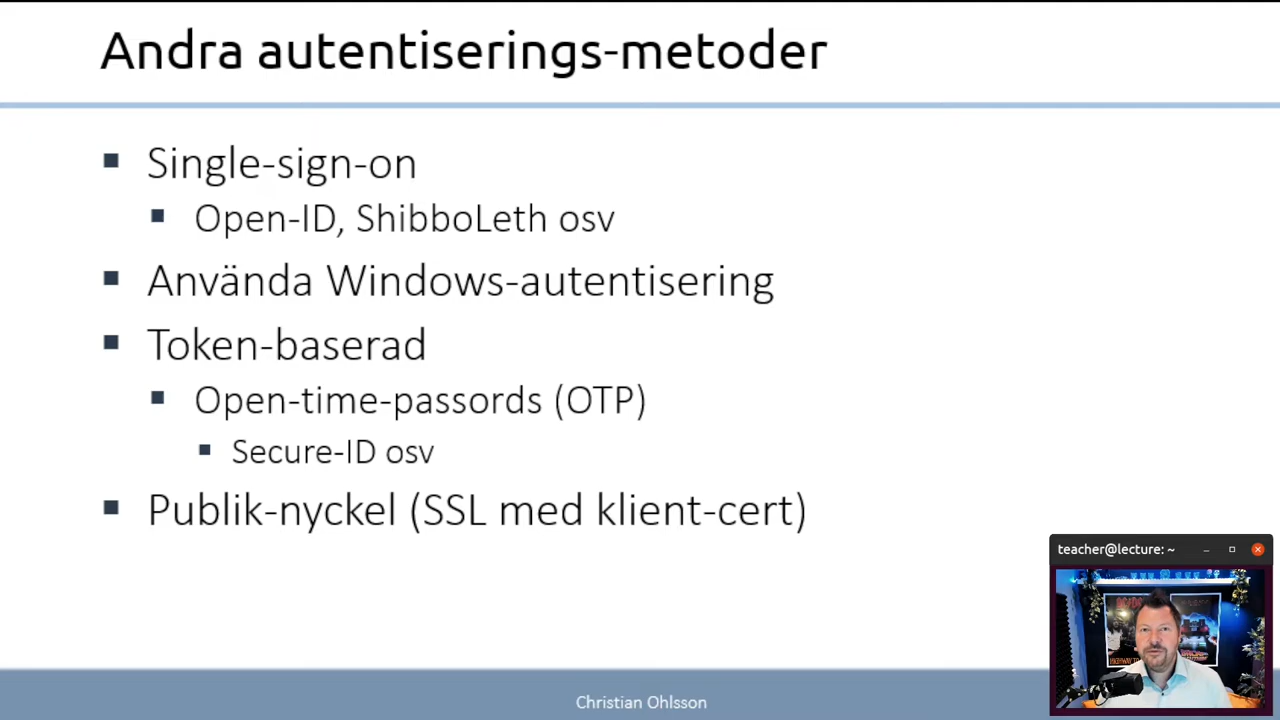 Andra autentiserings-metoder
Single-sign-on
Open-ID, ShibboLeth osv
Använda Windows-autentisering
Token-baserad
Open-time-passords (OTP)
Secure-ID osv
Publik-nyckel (SSL med klient-cert)
teacher@lecture: ~
Christian Ohlsson